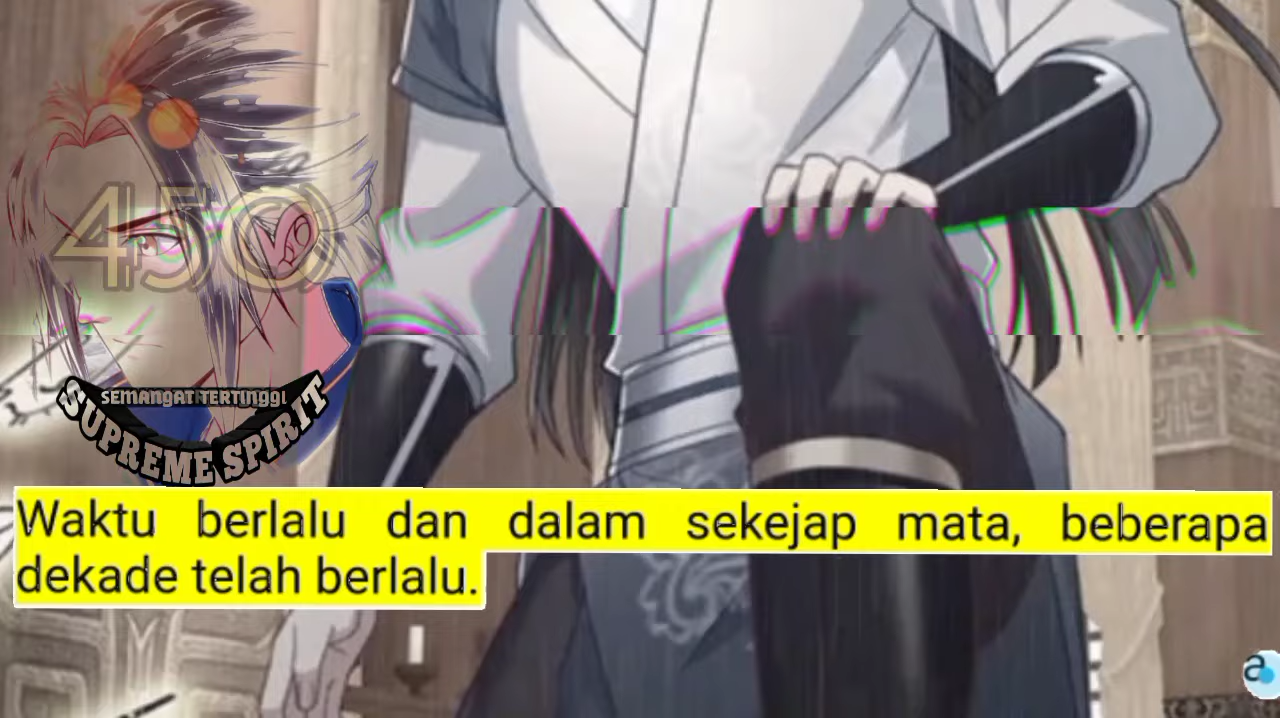 450
SEMANGAT TERTINGGI
SUPREME SPIRIT
Waktu berlalu dan dalam sekejap mata, beberapa
dekade telah berlalu.
a